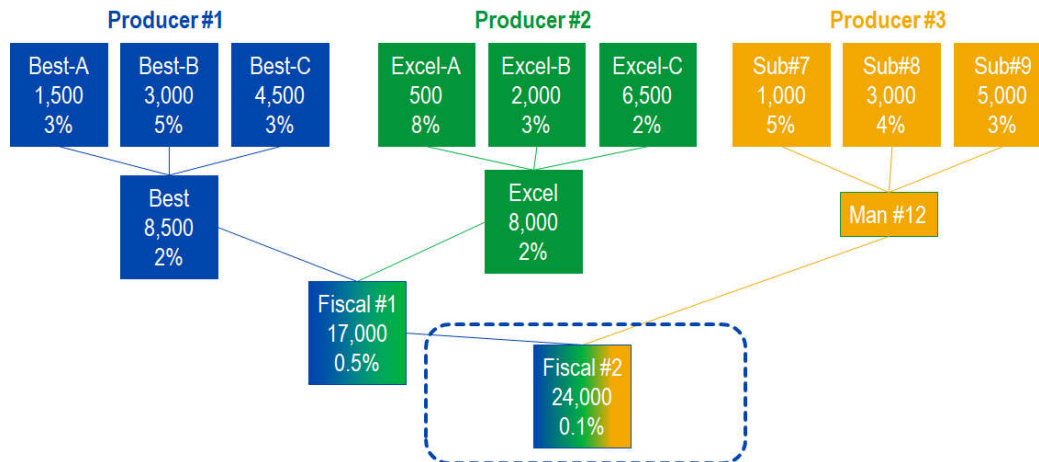 Producer #1
Producer #2
Producer #3
Best-A
1,500
3%
Best-B
3,000
5%
Best-C
4,500
3%
Excel-A
500
8%
Excel-B
2,000
3%
Excel-C
6,500
2%
Sub#7
1,000
5%
Sub#8
3,000
4%
Sub#9
5,000
3%
Best
8,500
2%
Excel
8,000
2%
Man #12
Fiscal #1
17,000
0.5%
Fiscal #2
24,000
0.1%